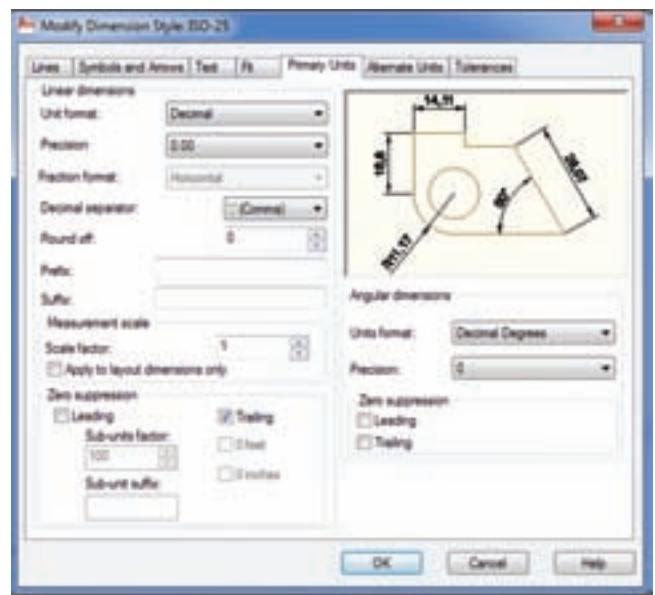 Modify Dimension Style: ISO-25
Lines Symbols and Arrows Text Fit Primary Units Alternate Units Tolerances
Linear dimensions
Unit format: Decimal
Precision 0.00
Fraction format: Horizontal
Decimal separator: ',' (Comma)
Round off: 0
Prefix:
Suffix:
Measurement scale
Scale factor: 1
Apply to layout dimensions only
Zero suppression
Leading
Trailing
Sub-units factor:
100
0 feet
0 inches
Sub-unit suffix
14,11
16,6
R11,17
60°
Angular dimensions
Units format: Decimal Degrees
Precision: 0
Zero suppression
Leading
Trailing
OK Cancel Help